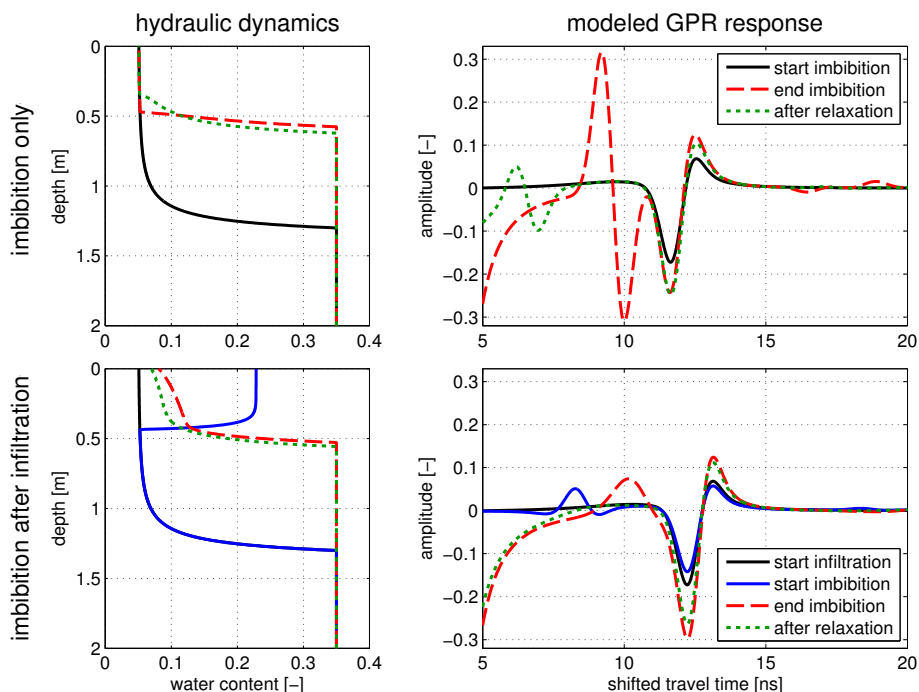 hydraulic dynamics
modeled GPR response
imbibition only
depth [m]
0
0.5
1
1.5
2
0
0.1
0.2
0.3
0.4
amplitude [−]
0.3
0.2
0.1
0
−0.1
−0.2
−0.3
5
10
15
20
start imbibition
end imbibition
after relaxation
imbibition after infiltration
depth [m]
0
0.5
1
1.5
2
0
0.1
0.2
0.3
0.4
water content [−]
amplitude [−]
0.3
0.2
0.1
0
−0.1
−0.2
−0.3
5
10
15
20
shifted travel time [ns]
start infiltration
start imbibition
end imbibition
after relaxation